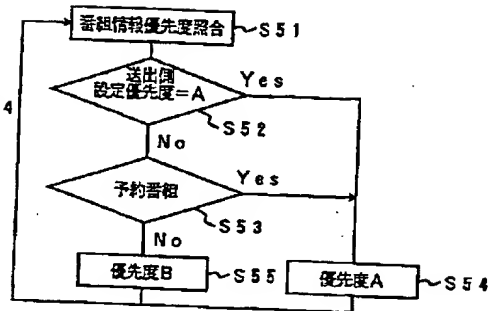 番組情報優先度照合
S51
送出側
設定優先度=A
Yes
S52
4
No
予約番組
Yes
S53
No
優先度B
S55
優先度A
S54